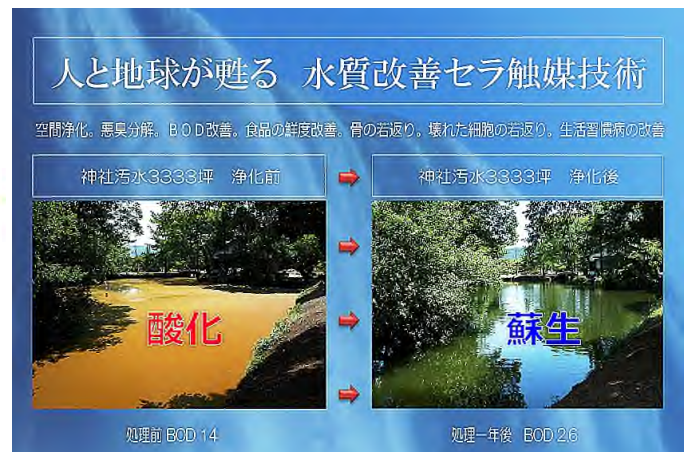 人と地球が甦る 水質改善セラ触媒技術
空間浄化。悪臭分解。BOD改善。食品の鮮度改善。骨の若返り。壊れた細胞の若返り。生活習慣病の改善
神社汚水3333坪 浄化前
神社汚水3333坪 浄化後
酸化
蘇生
処理前 BOD 14
処理一年後 BOD 2.6